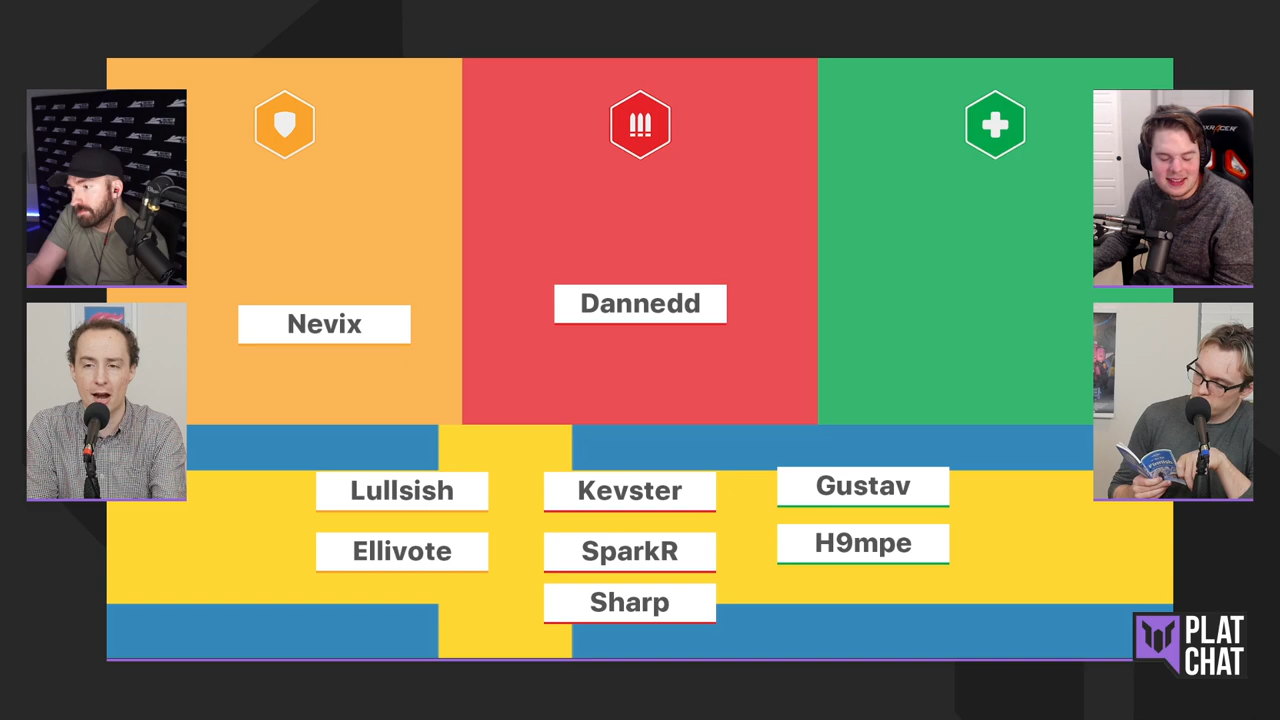 Nevix
Dannedd
Lullsish
Kevster
Gustav
Ellivote
SparkR
H9mpe
Sharp
PLAT
CHAT